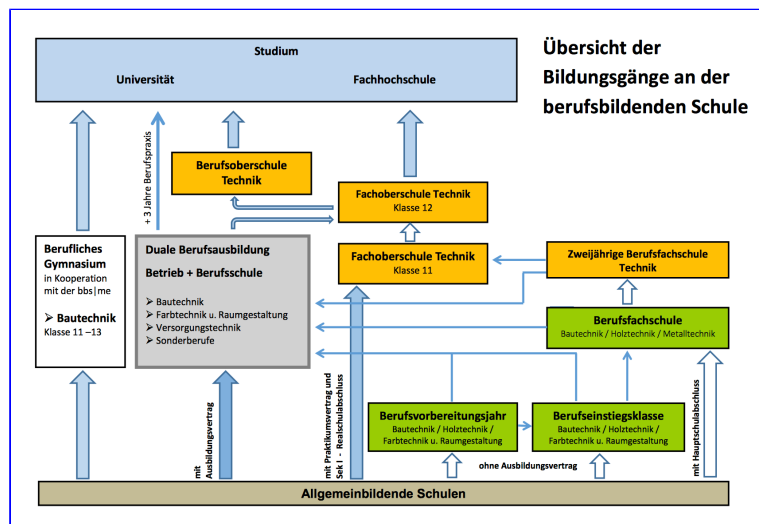 Übersicht der
Bildungsgänge an der
berufsbildenden Schule
Studium
Universität
Fachhochschule
+ 3 Jahre Berufspraxis
Berufsoberschule
Technik
Fachoberschule Technik
Klasse 12
Berufliches
Gymnasium
in Kooperation
mit der bbs|me
➢ Bautechnik
Klasse 11 –13
Duale Berufsausbildung
Betrieb + Berufsschule
➢ Bautechnik
➢ Farbtechnik u. Raumgestaltung
➢ Versorgungstechnik
➢ Sonderberufe
Fachoberschule Technik
Klasse 11
Zweijährige Berufsfachschule
Technik
Berufsfachschule
Bautechnik / Holztechnik / Metalltechnik
mit
Ausbildungsvertrag
mit Praktikumsvertrag und
Sek I - Realschulabschluss
Berufsvorbereitungsjahr
Bautechnik / Holztechnik /
Farbtechnik u. Raumgestaltung
Berufseinstiegsklasse
Bautechnik / Holztechnik /
Farbtechnik u. Raumgestaltung
mit Hauptschulabschluss
ohne Ausbildungsvertrag
Allgemeinbildende Schulen